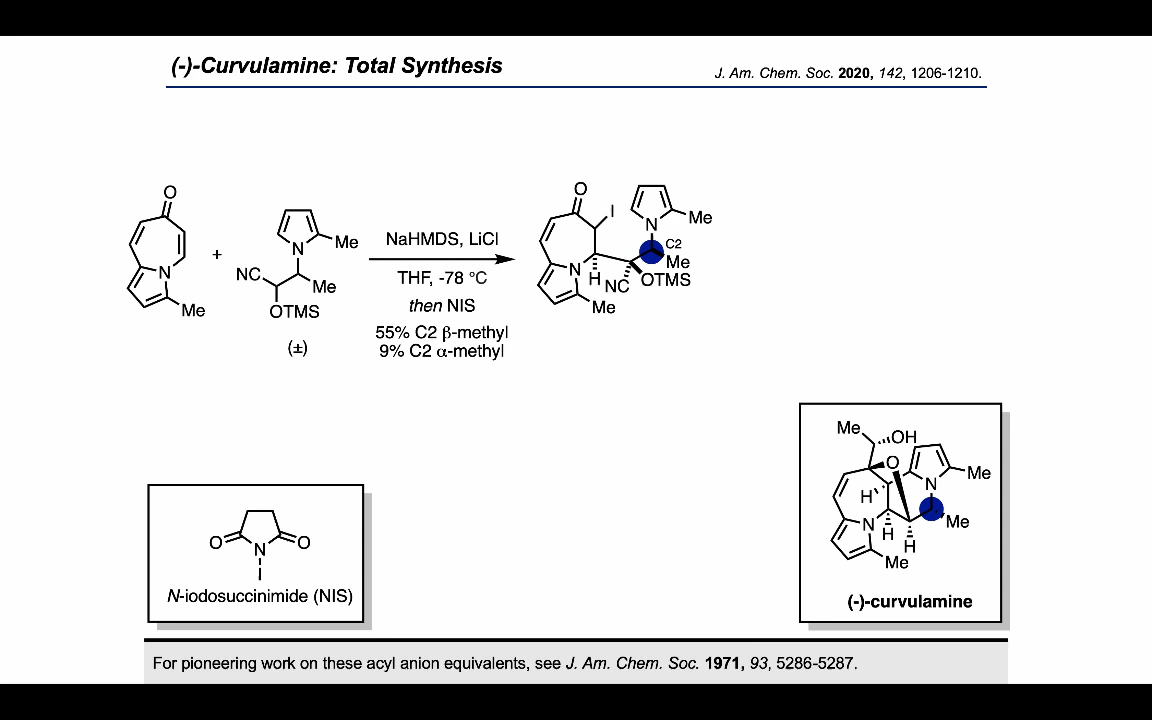 (-)-Curvulamine: Total Synthesis
J. Am. Chem. Soc. 2020, 142, 1206-1210.
O
N
Me
+
N
Me
NC
Me
OTMS
(±)
NaHMDS, LiCl
THF, -78 °C
then NIS
55% C2 β-methyl
9% C2 α-methyl
O
I
N
Me
C2
Me
N
H
NC
OTMS
Me
Me
OH
O
Me
N
H
N
H
Me
H
Me
(-)-curvulamine
O
N
O
I
N-iodosuccinimide (NIS)
For pioneering work on these acyl anion equivalents, see J. Am. Chem. Soc. 1971, 93, 5286-5287.